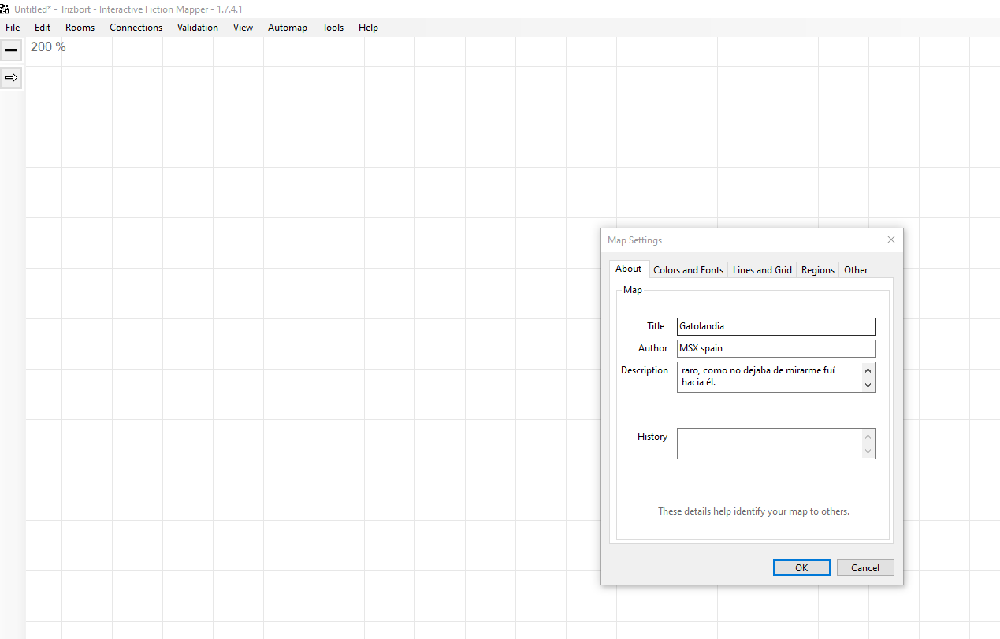 Untitled* - Trizbort - Interactive Fiction Mapper - 1.7.4.1
File Edit Rooms Connections Validation View Automap Tools Help
200 %
Map Settings
About Colors and Fonts Lines and Grid Regions Other
Map
Title Gatolandia
Author MSX spain
Description raro, como no dejaba de mirarme fuí
hacia él.
History
These details help identify your map to others.
OK Cancel